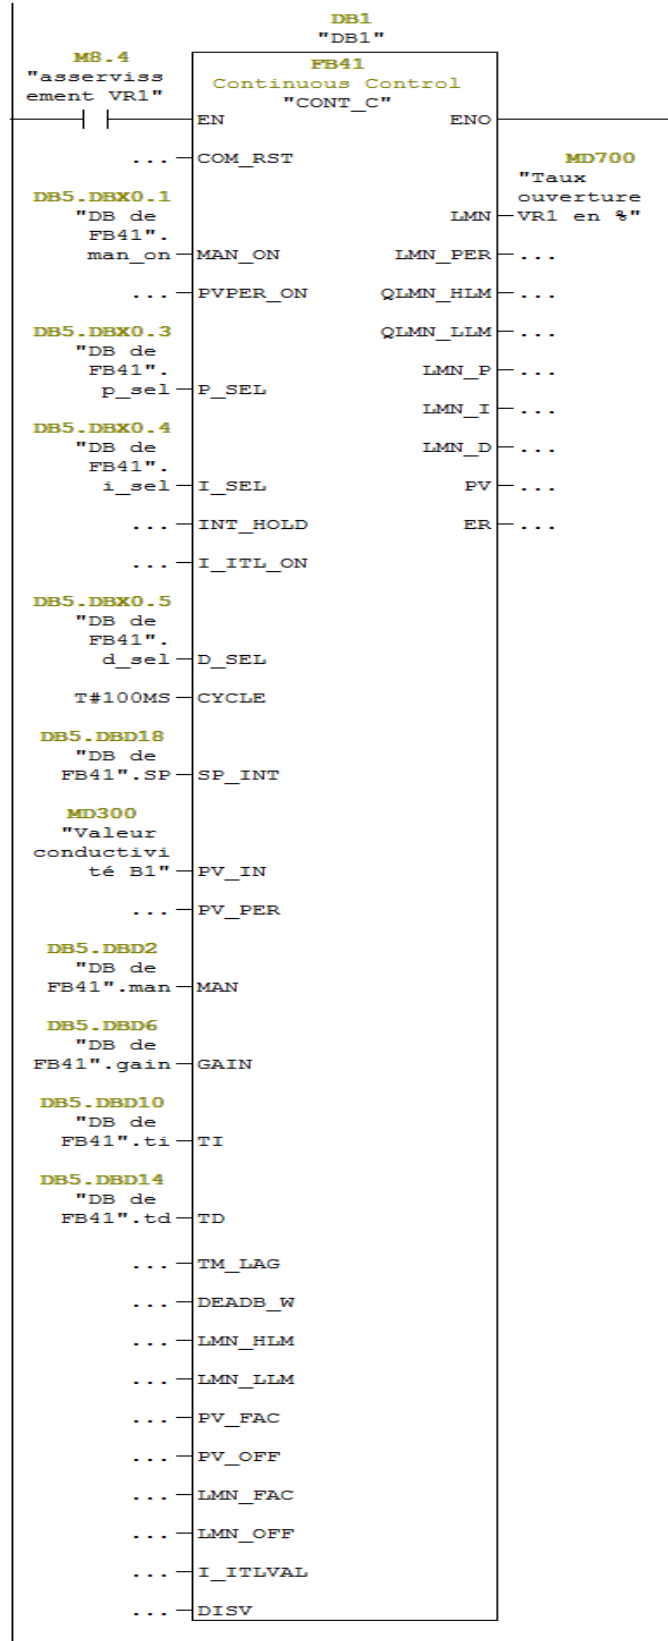 DB1
"DB1"
M8.4
"asserviss
ement VR1"
FB41
Continuous Control
"CONT_C"
EN
ENO
... COM_RST
MD700
"Taux
ouverture
VR1 en %"
LMN
DB5.DBX0.1
"DB de
FB41".
man_on
MAN_ON
LMN_PER ...
... PVPER_ON
QLMN_HLM ...
DB5.DBX0.3
"DB de
FB41".
p_sel
P_SEL
QLMN_LLM ...
LMN_P ...
LMN_I ...
DB5.DBX0.4
"DB de
FB41".
i_sel
I_SEL
LMN_D ...
PV ...
... INT_HOLD
ER ...
... I_ITL_ON
DB5.DBX0.5
"DB de
FB41".
d_sel
D_SEL
T#100MS CYCLE
DB5.DBD18
"DB de
FB41".SP
SP_INT
MD300
"Valeur
conductivi
té B1"
PV_IN
... PV_PER
DB5.DBD2
"DB de
FB41".man
MAN
DB5.DBD6
"DB de
FB41".gain
GAIN
DB5.DBD10
"DB de
FB41".ti
TI
DB5.DBD14
"DB de
FB41".td
TD
... TM_LAG
... DEADB_W
... LMN_HLM
... LMN_LLM
... PV_FAC
... PV_OFF
... LMN_FAC
... LMN_OFF
... I_ITLVAL
... DISV